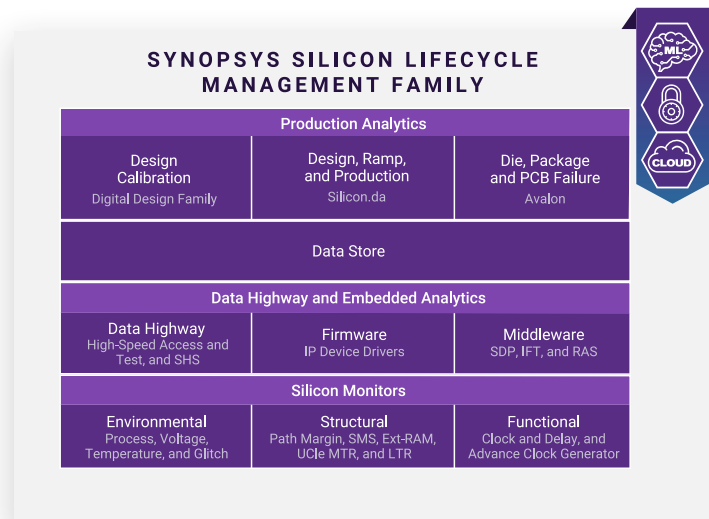 SYNOPSYS SILICON LIFECYCLE
MANAGEMENT FAMILY
ML
CLOUD
Production Analytics
Design
Calibration
Digital Design Family
Design, Ramp,
and Production
Silicon.da
Die, Package
and PCB Failure
Avalon
Data Store
Data Highway and Embedded Analytics
Data Highway
High-Speed Access and
Test, and SHS
Firmware
IP Device Drivers
Middleware
SDP, IFT, and RAS
Silicon Monitors
Environmental
Process, Voltage,
Temperature, and Glitch
Structural
Path Margin, SMS, Ext-RAM,
UCIe MTR, and LTR
Functional
Clock and Delay, and
Advance Clock Generator